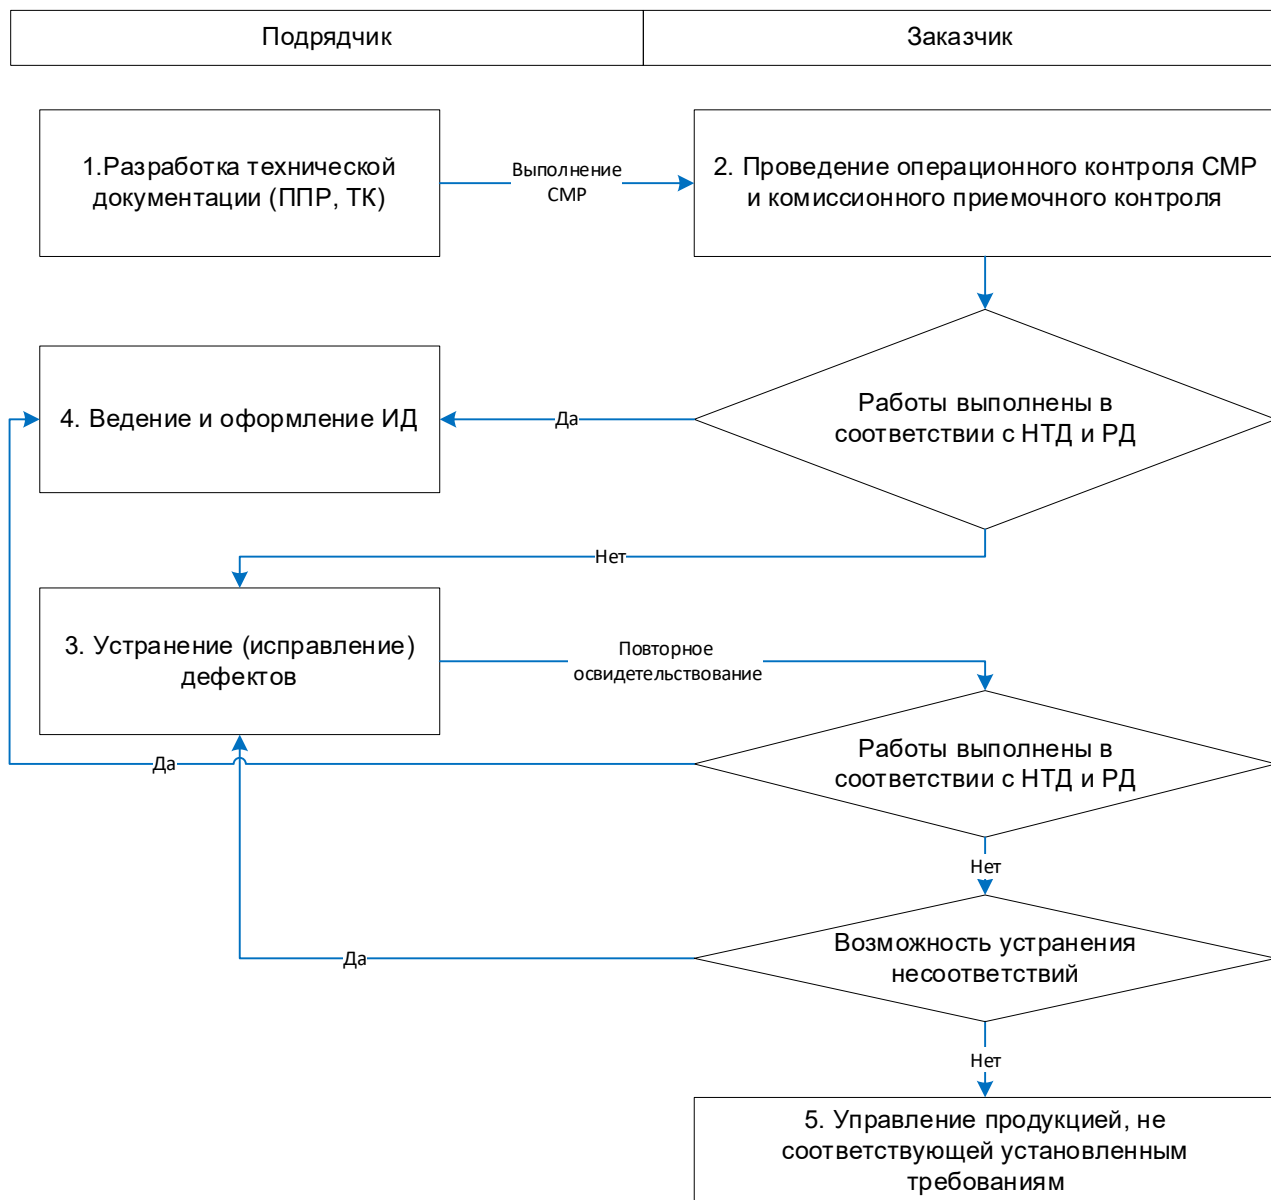 Подрядчик
Заказчик
1.Разработка технической
документации (ППР, ТК)
Выполнение
СМР
2. Проведение операционного контроля СМР
и комиссионного приемочного контроля
Работы выполнены в
соответствии с НТД и РД
Да
4. Ведение и оформление ИД
Нет
3. Устранение (исправление)
дефектов
Повторное
освидетельствование
Работы выполнены в
соответствии с НТД и РД
Да
Нет
Возможность устранения
несоответствий
Да
Нет
5. Управление продукцией, не
соответствующей установленным
требованиям